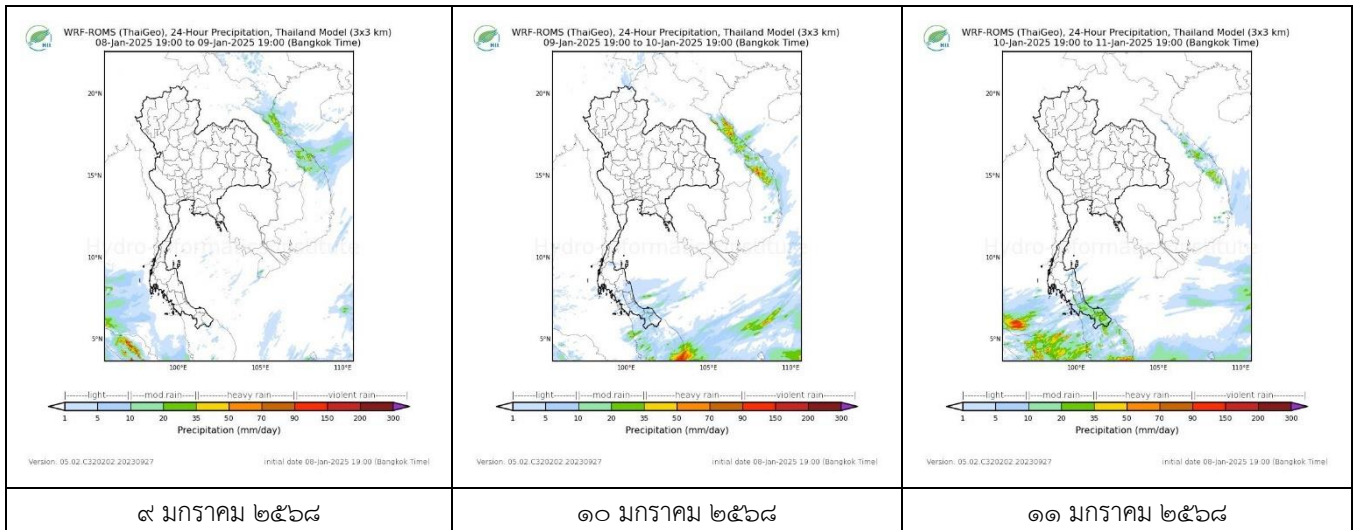 WRF-ROMS (ThaiGeo), 24-Hour Precipitation, Thailand Model (3x3 km)
08-Jan-2025 19:00 to 09-Jan-2025 19:00 (Bangkok Time)
HII
20°N
15°N
10°N
5°N
100°E 105°E 110°E
Hydro Informatics Institute
light mod rain heavy rain violent rain
1 5 10 20 35 50 70 90 150 200 300
Precipitation (mm/day)
Version: 05.02.C320202.20230927 initial date 08-Jan-2025 19:00 (Bangkok Time)
๙ มกราคม ๒๕๖๘
WRF-ROMS (ThaiGeo), 24-Hour Precipitation, Thailand Model (3x3 km)
09-Jan-2025 19:00 to 10-Jan-2025 19:00 (Bangkok Time)
HII
20°N
15°N
10°N
5°N
100°E 105°E 110°E
Hydro Informatics Institute
light mod rain heavy rain violent rain
1 5 10 20 35 50 70 90 150 200 300
Precipitation (mm/day)
Version: 05.02.C320202.20230927 initial date 08-Jan-2025 19:00 (Bangkok Time)
๑๐ มกราคม ๒๕๖๘
WRF-ROMS (ThaiGeo), 24-Hour Precipitation, Thailand Model (3x3 km)
10-Jan-2025 19:00 to 11-Jan-2025 19:00 (Bangkok Time)
HII
20°N
15°N
10°N
5°N
100°E 105°E 110°E
Hydro Informatics Institute
light mod rain heavy rain violent rain
1 5 10 20 35 50 70 90 150 200 300
Precipitation (mm/day)
Version: 05.02.C320202.20230927 initial date 08-Jan-2025 19:00 (Bangkok Time)
๑๑ มกราคม ๒๕๖๘